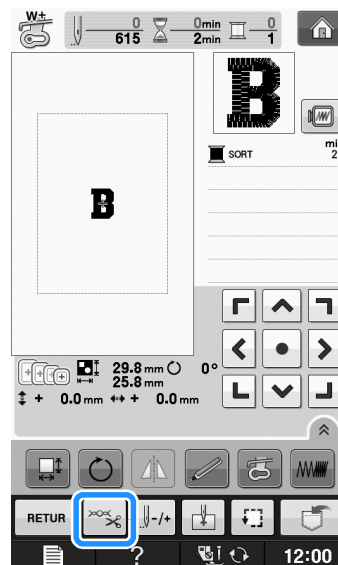 W+
0 0min 0
615 2min 1
B
mi
SORT 2
B
29.8 mm 0°
25.8 mm
+ 0.0 mm + 0.0 mm
RETUR -/+
? 12:00